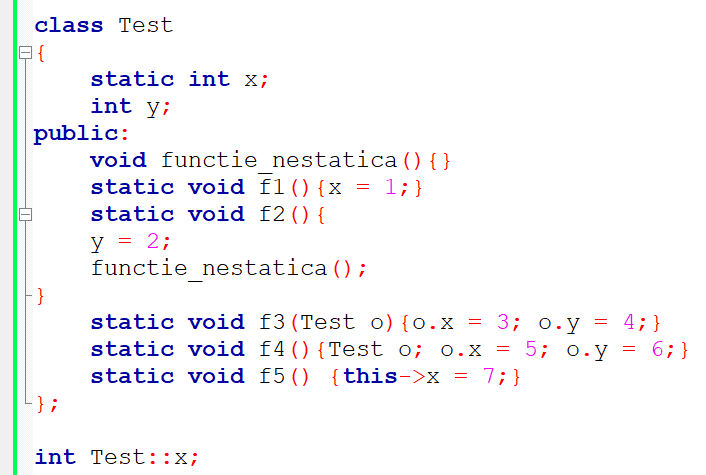 class Test
{
    static int x;
    int y;
public:
    void functie_nestatica(){}
    static void f1(){x = 1;}
    static void f2(){
    y = 2;
    functie_nestatica();
}
    static void f3(Test o){o.x = 3; o.y = 4;}
    static void f4(){Test o; o.x = 5; o.y = 6;}
    static void f5() {this->x = 7;}
};
int Test::x;